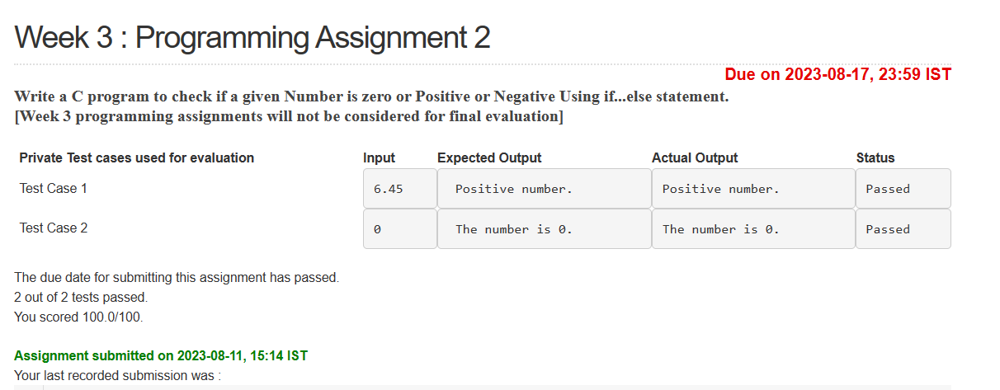 Week 3 : Programming Assignment 2
Due on 2023-08-17, 23:59 IST
Write a C program to check if a given Number is zero or Positive or Negative Using if...else statement.
[Week 3 programming assignments will not be considered for final evaluation]
Private Test cases used for evaluation Input Expected Output Actual Output Status
Test Case 1 6.45 Positive number. Positive number. Passed
Test Case 2 0 The number is 0. The number is 0. Passed
The due date for submitting this assignment has passed.
2 out of 2 tests passed.
You scored 100.0/100.
Assignment submitted on 2023-08-11, 15:14 IST
Your last recorded submission was :